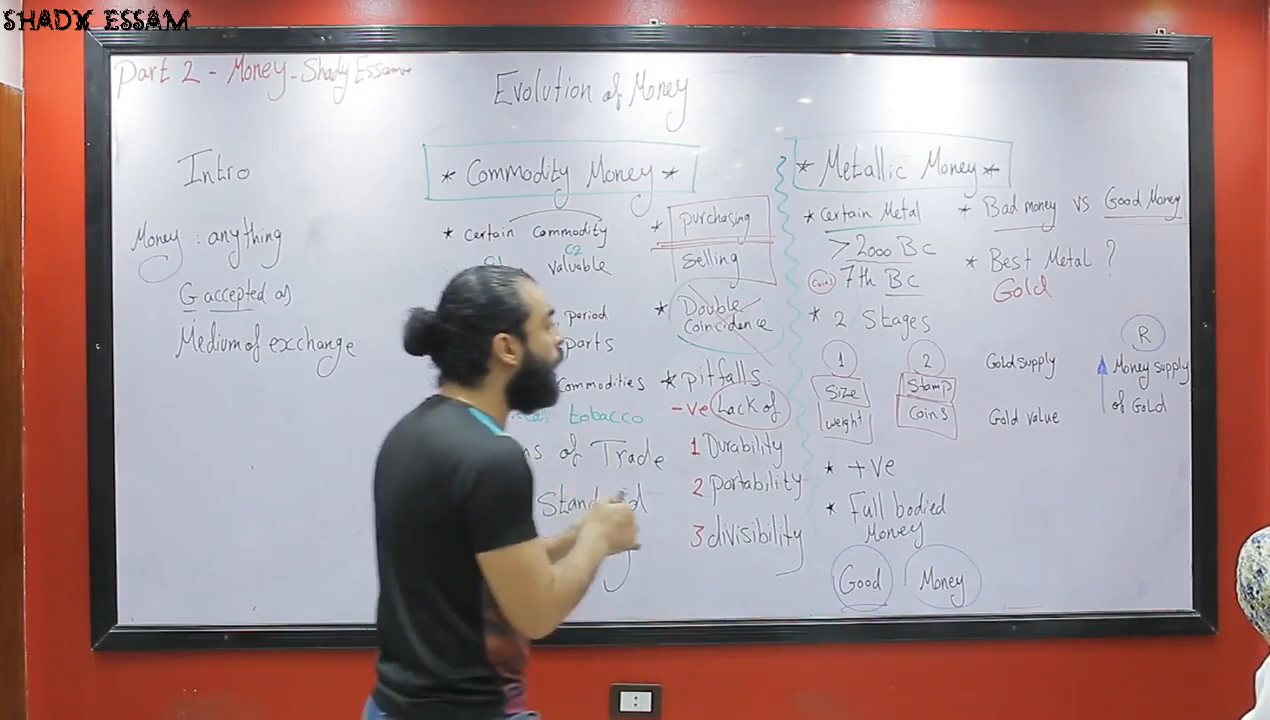 SHADY ESSAM
Part 2 - Money - Shady Essam
Evolution of Money
Intro
Money : anything
G accepted as
Medium of exchange
* Commodity Money *
* Certain Commodity
C2
valuable
period
parts
commodities
tobacco
of Trade
* purchasing
selling
* Double
coincidence
* pitfalls:
-ve Lack of
1 Durability
2 portability
3 divisibility
* Metallic Money *
* Certain Metal
> 2000 BC
Coins 7th BC
* 2 Stages
1
Size
weight
2
Stamp
Coins
* +ve
* Full bodied
Money
Good Money
* Bad money vs Good Money
* Best Metal ?
Gold
Gold supply
Gold value
R
Money supply
of Gold